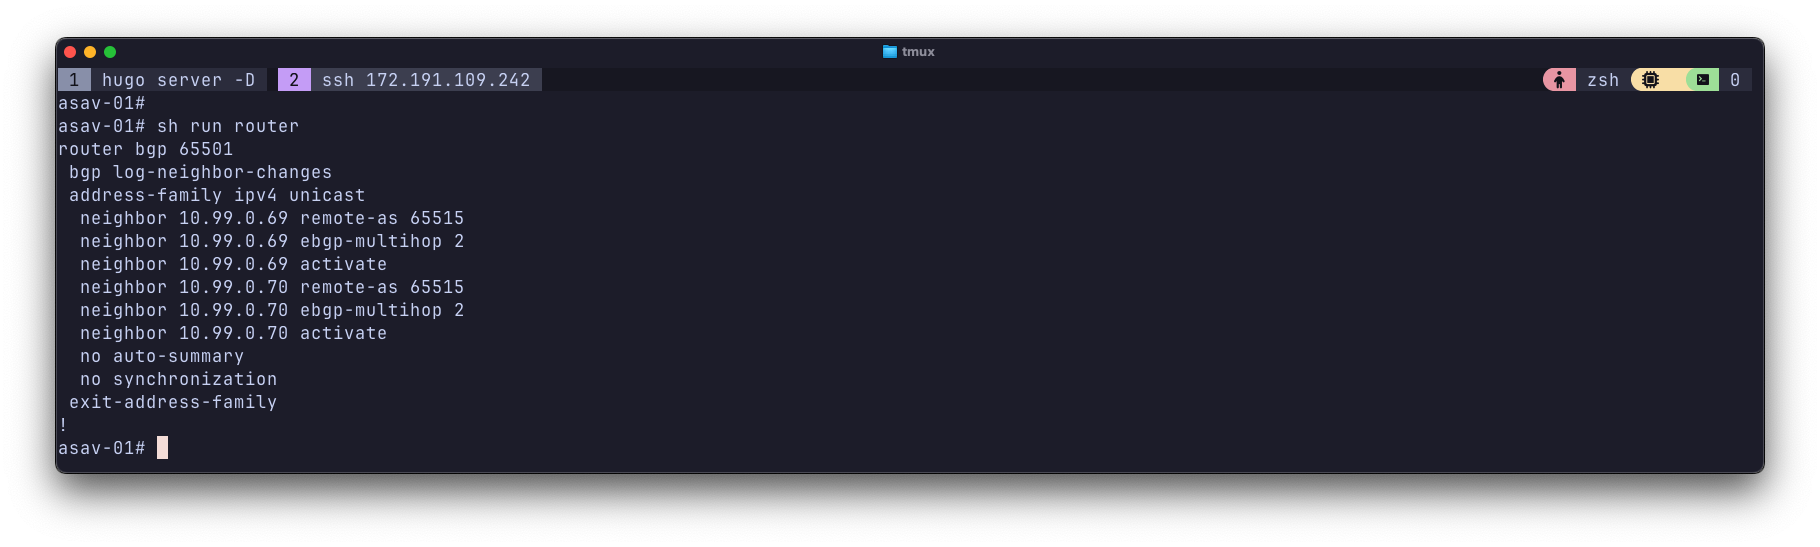 tmux
1 hugo server -D 2 ssh 172.191.109.242 zsh 0
asav-01#
asav-01# sh run router
router bgp 65501
 bgp log-neighbor-changes
 address-family ipv4 unicast
  neighbor 10.99.0.69 remote-as 65515
  neighbor 10.99.0.69 ebgp-multihop 2
  neighbor 10.99.0.69 activate
  neighbor 10.99.0.70 remote-as 65515
  neighbor 10.99.0.70 ebgp-multihop 2
  neighbor 10.99.0.70 activate
  no auto-summary
  no synchronization
 exit-address-family
!
asav-01#